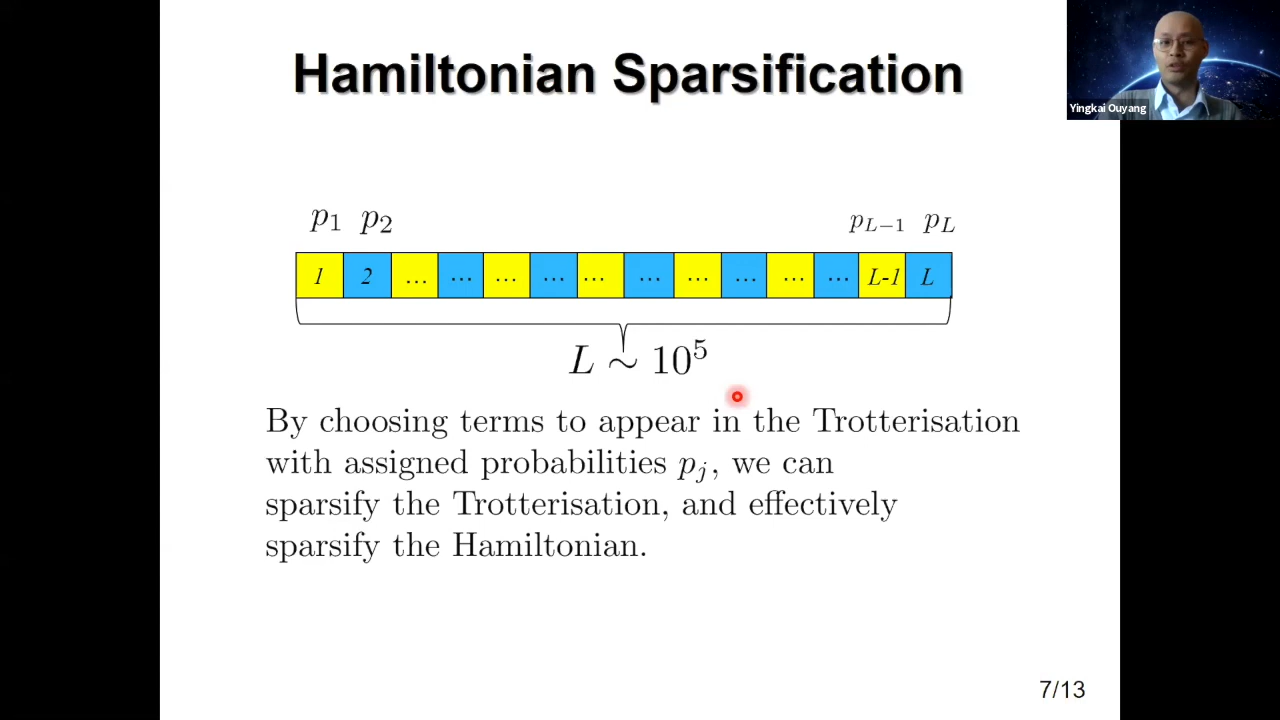 Hamiltonian Sparsification
Yingkai Ouyang
p₁ p₂ p_{L−1} p_L
1 2 ... ... ... ... ... ... ... ... ... ... L-1 L
L ∼ 10⁵
By choosing terms to appear in the Trotterisation
with assigned probabilities p_j, we can
sparsify the Trotterisation, and effectively
sparsify the Hamiltonian.
7/13